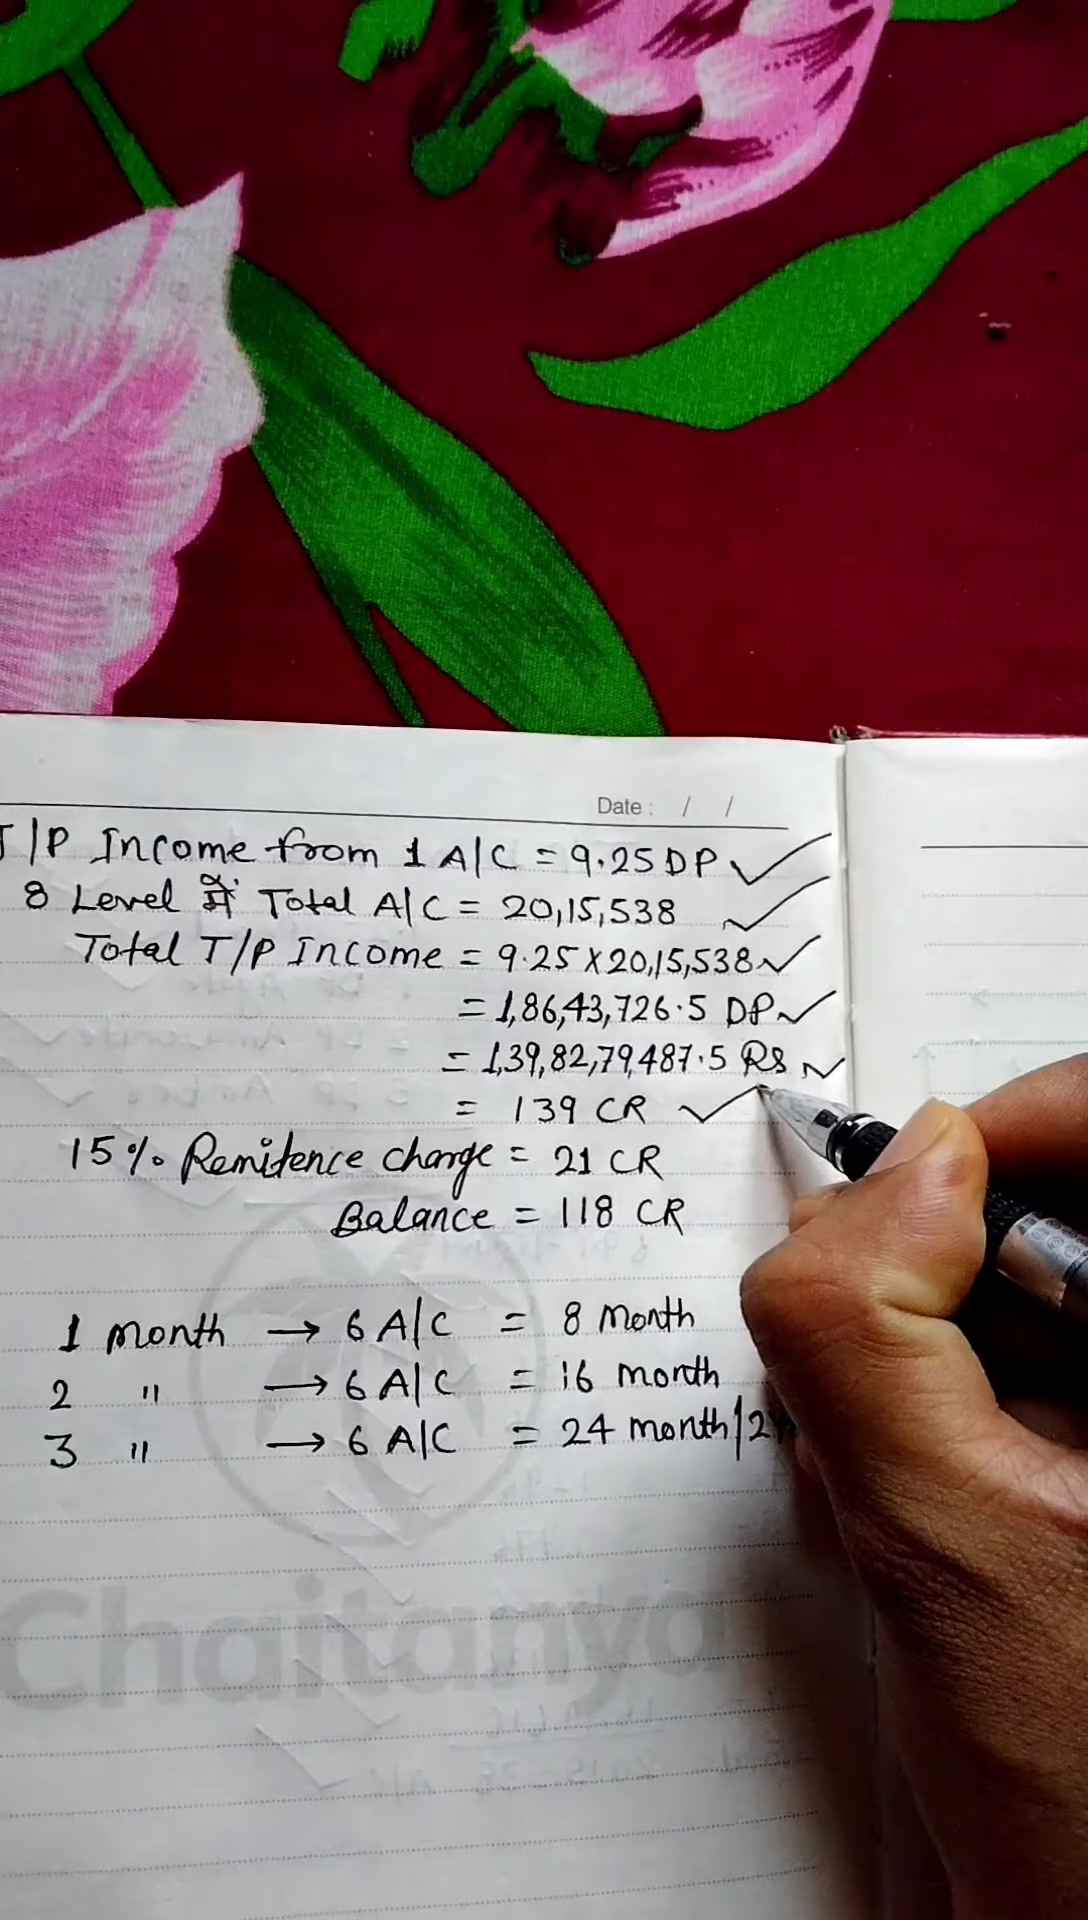 Date : / /
T/P Income from 1 A/C = 9.25 DP
8 Level में Total A/C = 20,15,538
Total T/P Income = 9.25 X 20,15,538
= 1,86,43,726.5 DP
= 1,39,82,79,487.5 RS
= 139 CR
15% Remitence charge = 21 CR
Balance = 118 CR
1 month → 6 A/C = 8 Month
2 " → 6 A/C = 16 month
3 " → 6 A/C = 24 month/2
Chaitanya